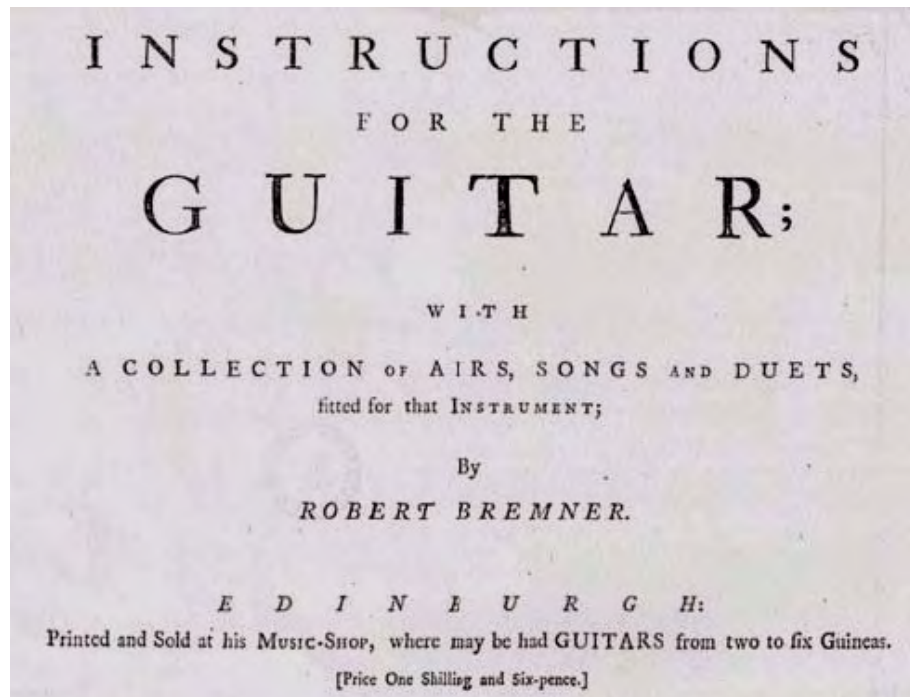 INSTRUCTIONS
FOR THE
GUITAR;
WITH
A COLLECTION OF AIRS, SONGS AND DUETS,
fitted for that INSTRUMENT;
By
ROBERT BREMNER.
EDINBURGH:
Printed and Sold at his MUSIC-SHOP, where may be had GUITARS from two to ſix Guineas.
[Price One Shilling and Six-pence.]